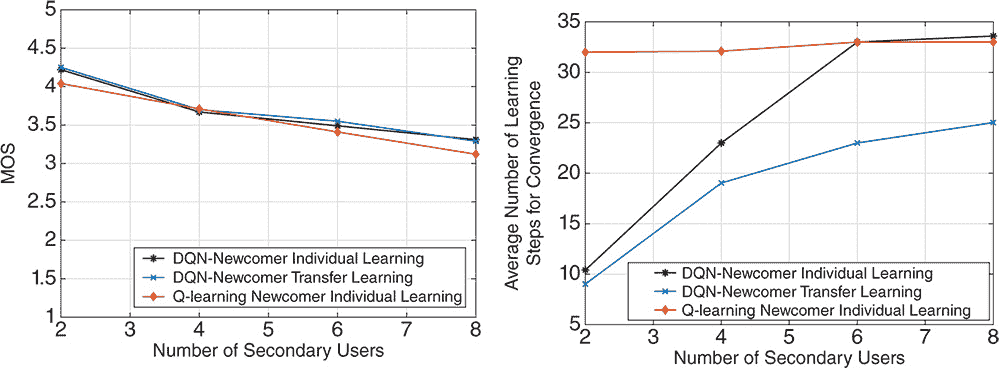 MOS
5
4.5
4
3.5
3
2.5
2
1.5
1
DQN-Newcomer Individual Learning
DQN-Newcomer Transfer Learning
Q-learning Newcomer Individual Learning
2 3 4 5 6 7 8
Number of Secondary Users
Average Number of Learning
Steps for Convergence
35
30
25
20
15
10
5
DQN-Newcomer Individual Learning
DQN-Newcomer Transfer Learning
Q-learning Newcomer Individual Learning
2 3 4 5 6 7 8
Number of Secondary Users